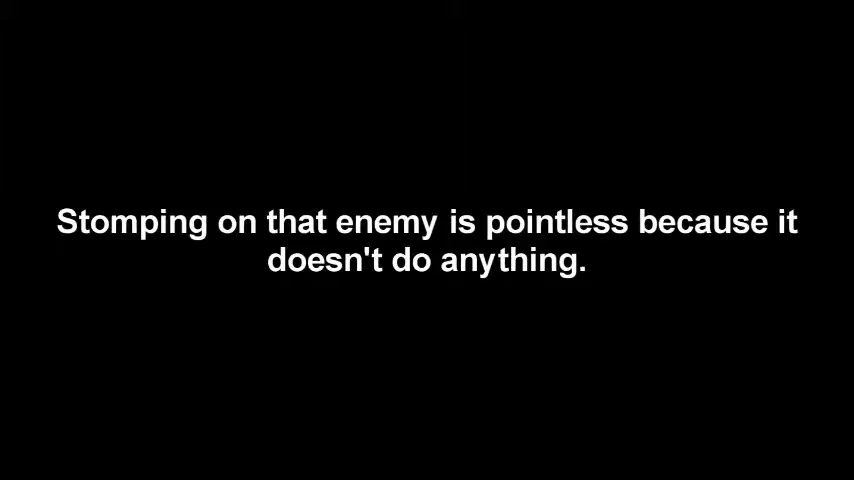 Stomping on that enemy is pointless because it
doesn't do anything.